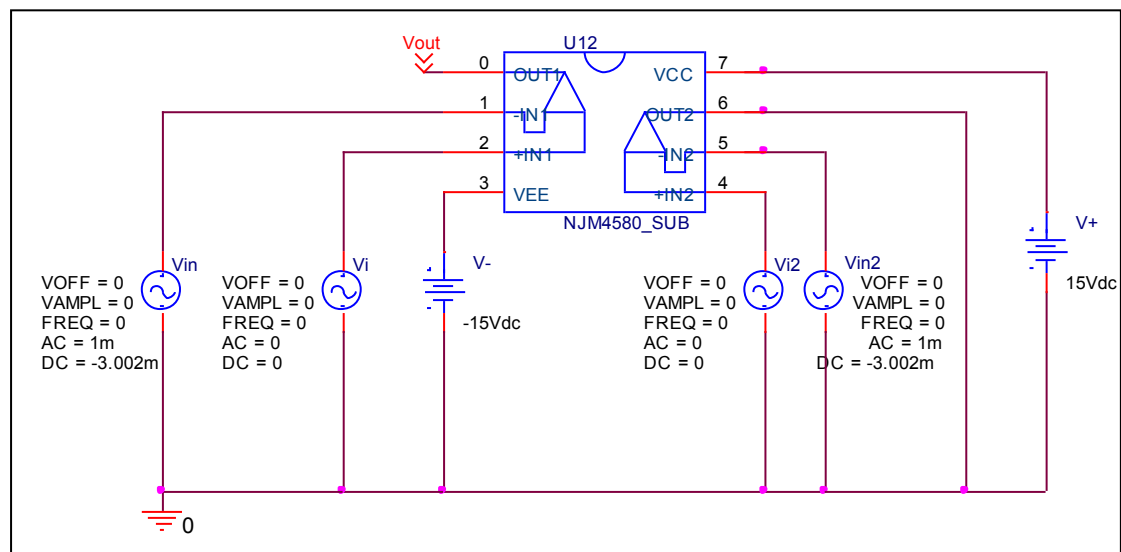 Vout
U12
0
OUT1
VCC
7
1
-IN1
OUT2
6
2
+IN1
-IN2
5
3
VEE
+IN2
4
NJM4580_SUB
Vin
VOFF = 0
VAMPL = 0
FREQ = 0
AC = 1m
DC = -3.002m
Vi
VOFF = 0
VAMPL = 0
FREQ = 0
AC = 0
DC = 0
V-
-15Vdc
Vi2
VOFF = 0
VAMPL = 0
FREQ = 0
AC = 0
DC = 0
Vin2
VOFF = 0
VAMPL = 0
FREQ = 0
AC = 1m
DC = -3.002m
V+
15Vdc
0